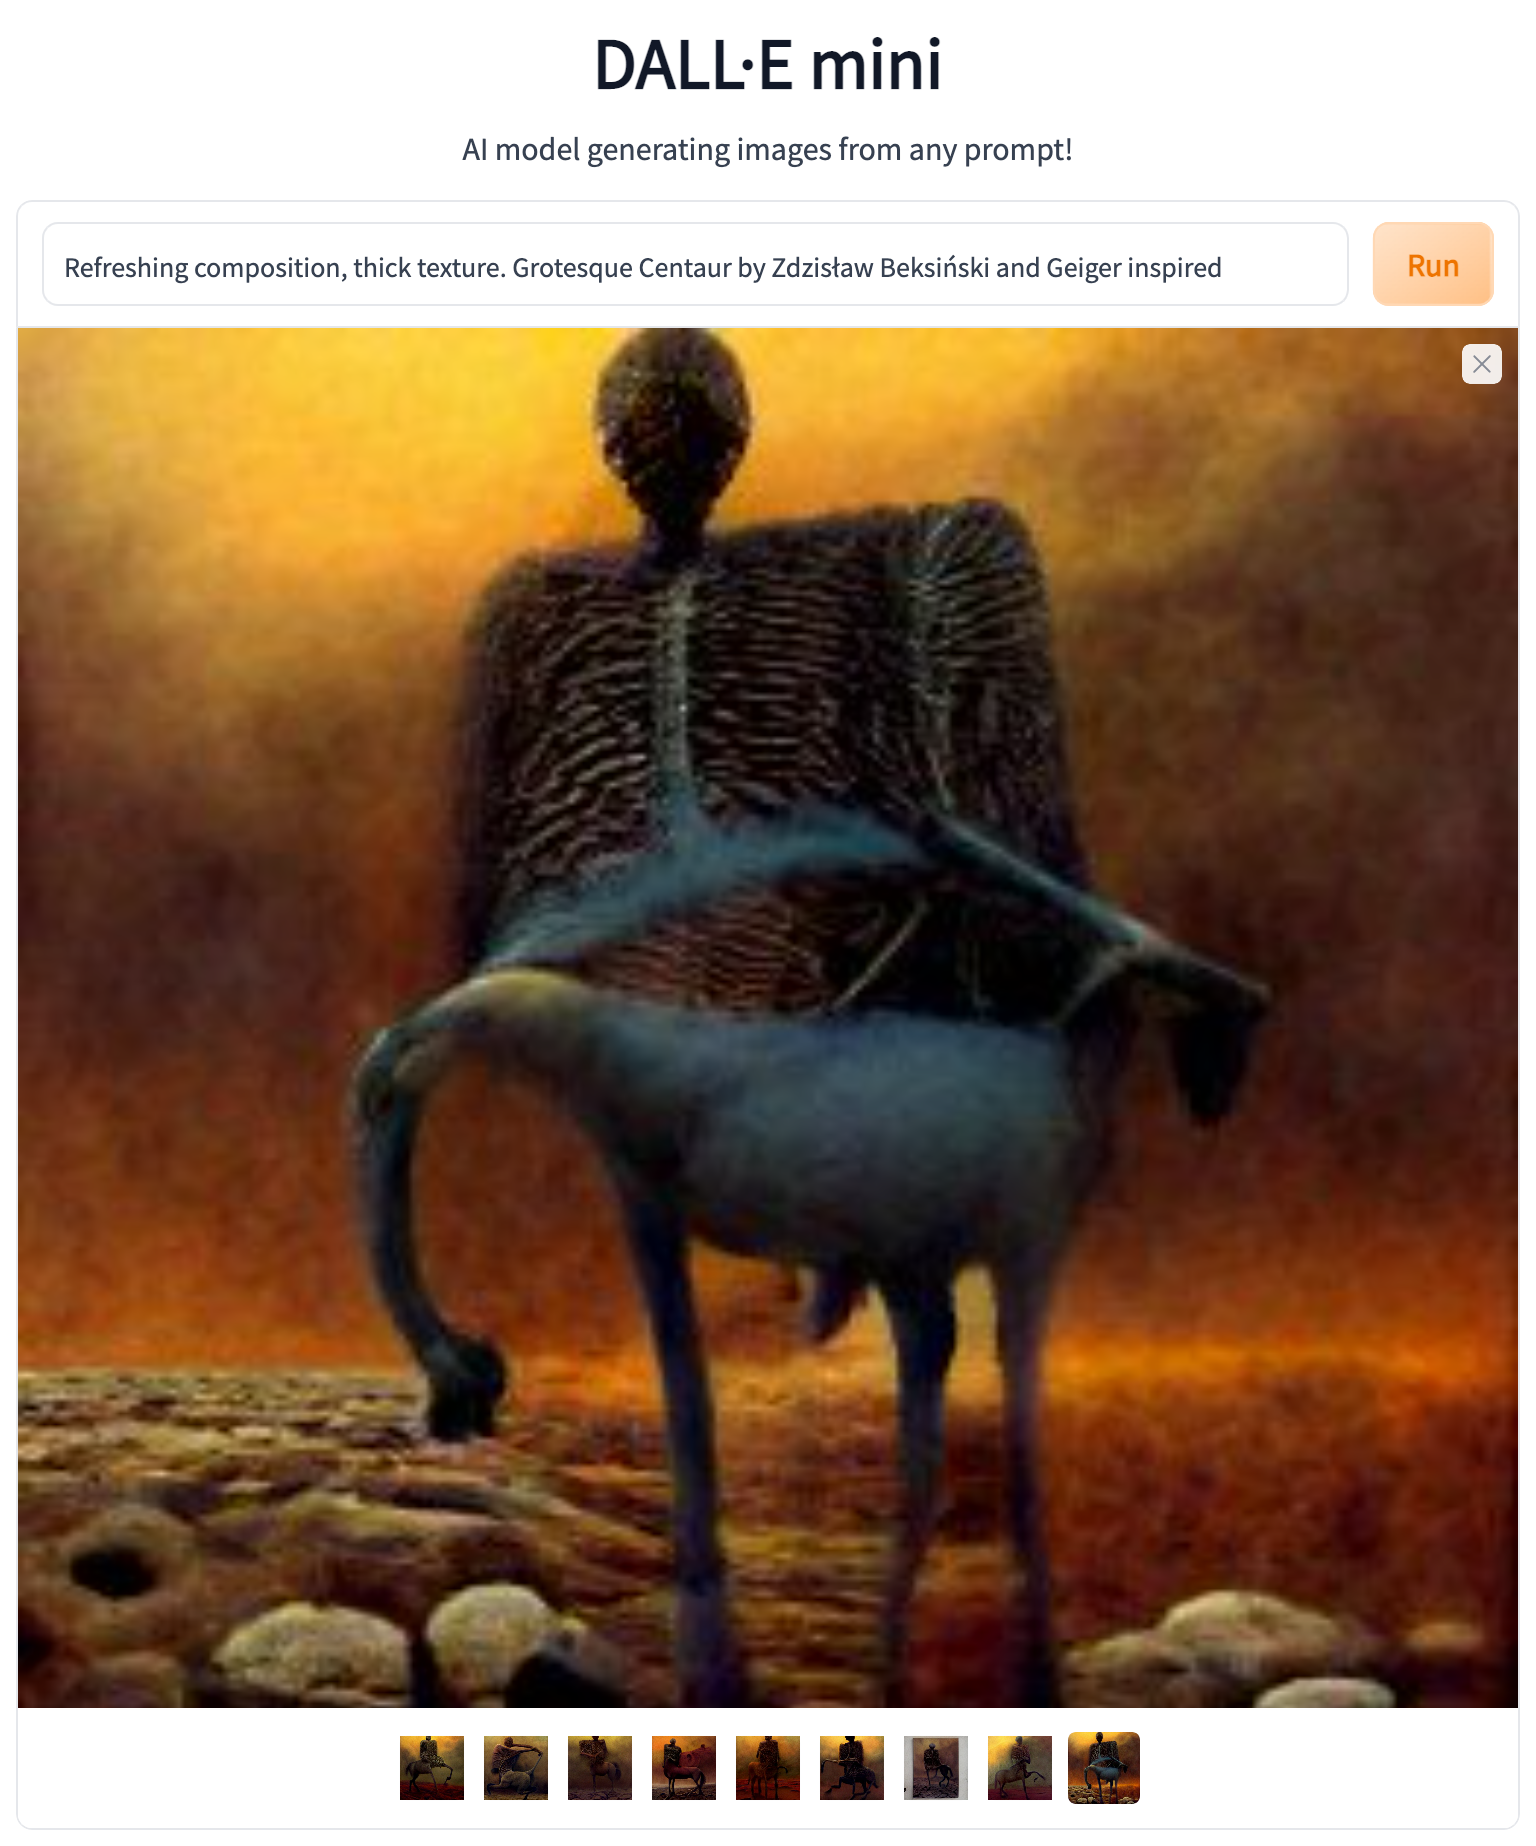 DALL·E mini
AI model generating images from any prompt!
Refreshing composition, thick texture. Grotesque Centaur by Zdzisław Beksiński and Geiger inspired
Run